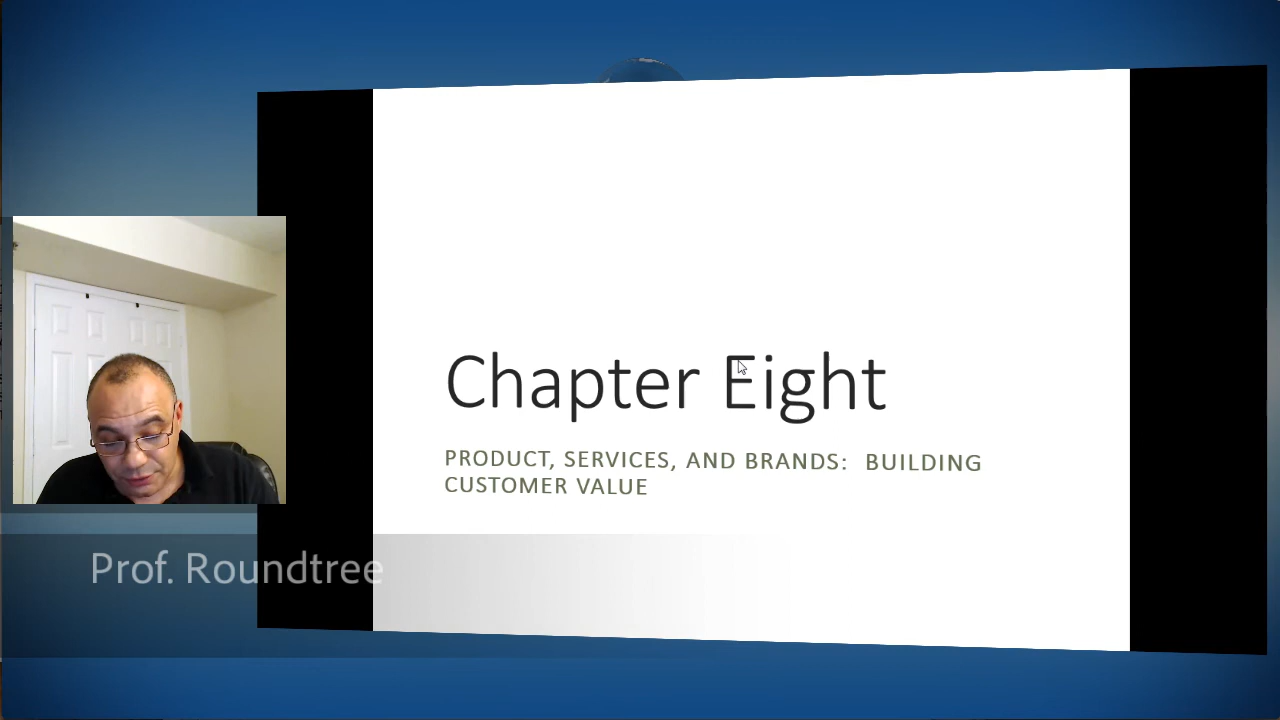 Chapter Eight
PRODUCT, SERVICES, AND BRANDS:  BUILDING
CUSTOMER VALUE
Prof. Roundtree